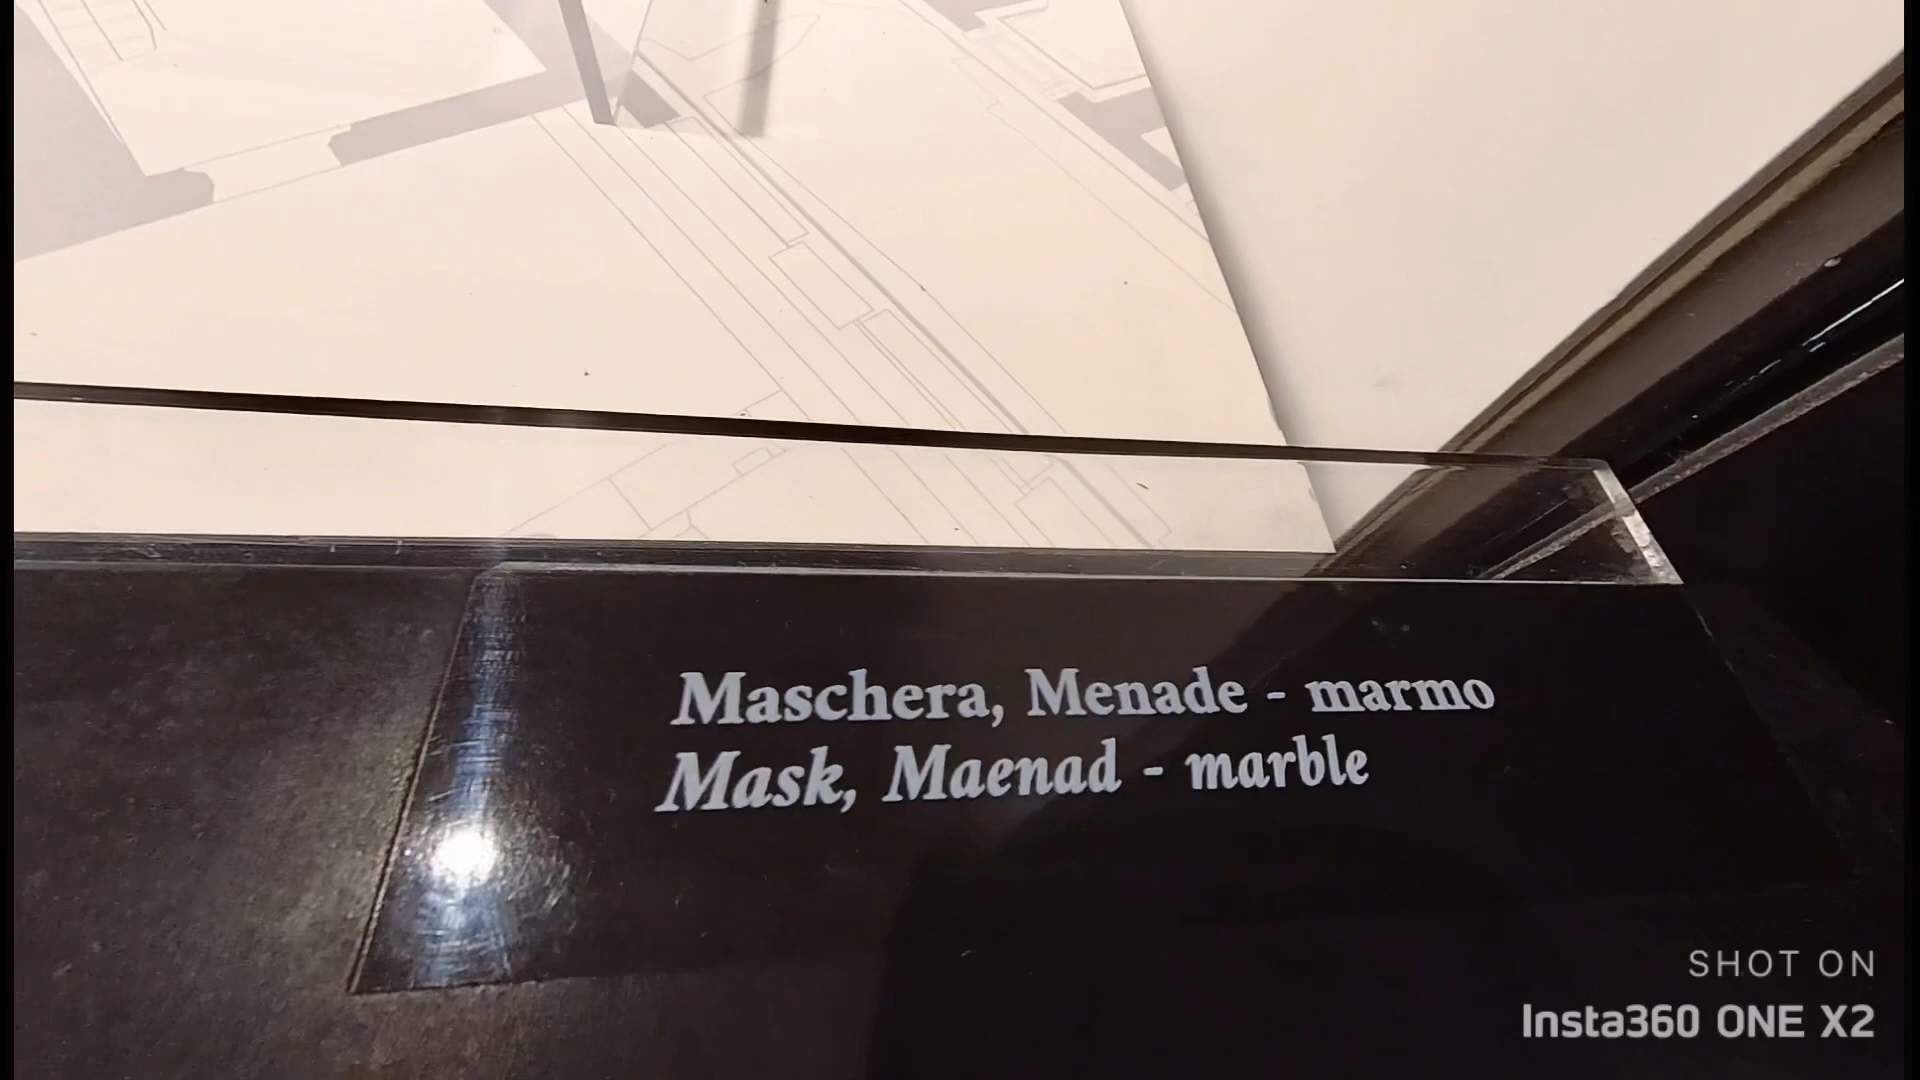 Maschera, Menade - marmo
Mask, Maenad - marble
SHOT ON
Insta360 ONE X2